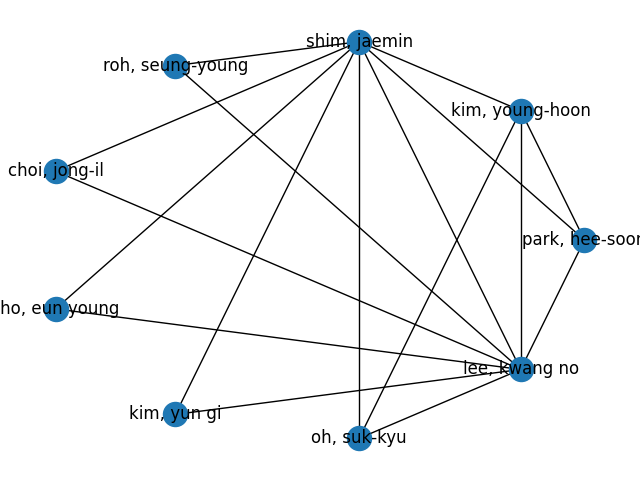 shim, jaemin
roh, seung-young
kim, young-hoon
choi, jong-il
park, hee-soon
ho, eun young
lee, kwang no
kim, yun gi
oh, suk-kyu